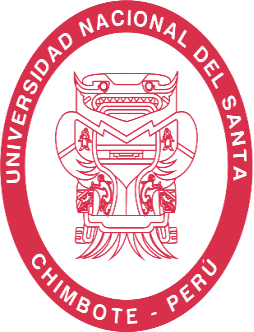 UNIVERSIDAD NACIONAL DEL SANTA
CHIMBOTE - PERÚ